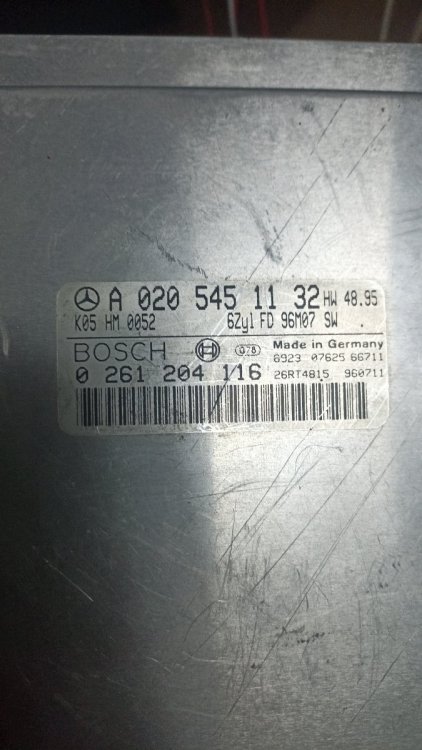 A 020 545 11 32 HW 48.95
K05 HM 0052 6Zyl FD 96M07 SW .
BOSCH Made in Germany
6923 07625 66711
0 261 204 116 26RT4815 960711